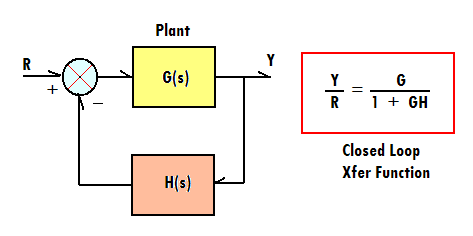 Plant
R
Y
G(s)
+
−
H(s)
Y
R
=
G
1 + GH
Closed Loop
Xfer Function